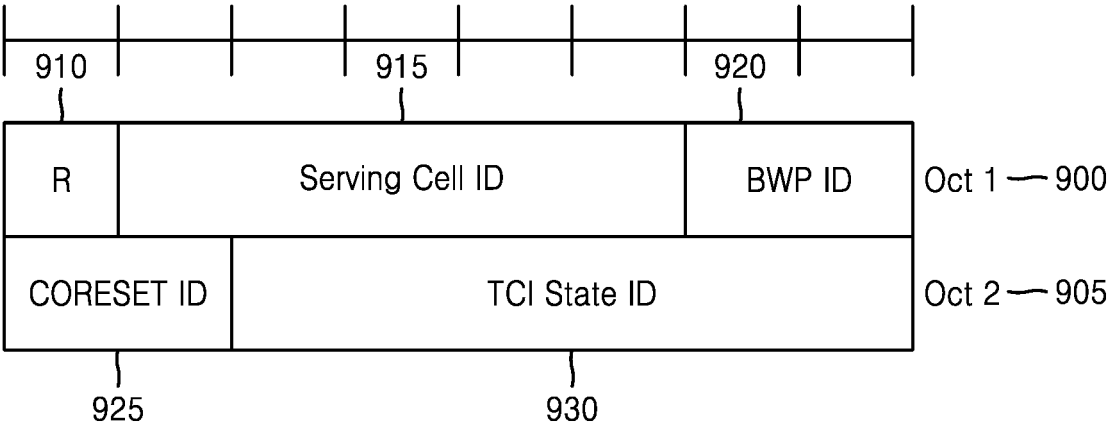 910 915 920
R Serving Cell ID BWP ID Oct 1 900
CORESET ID TCI State ID Oct 2 905
925 930